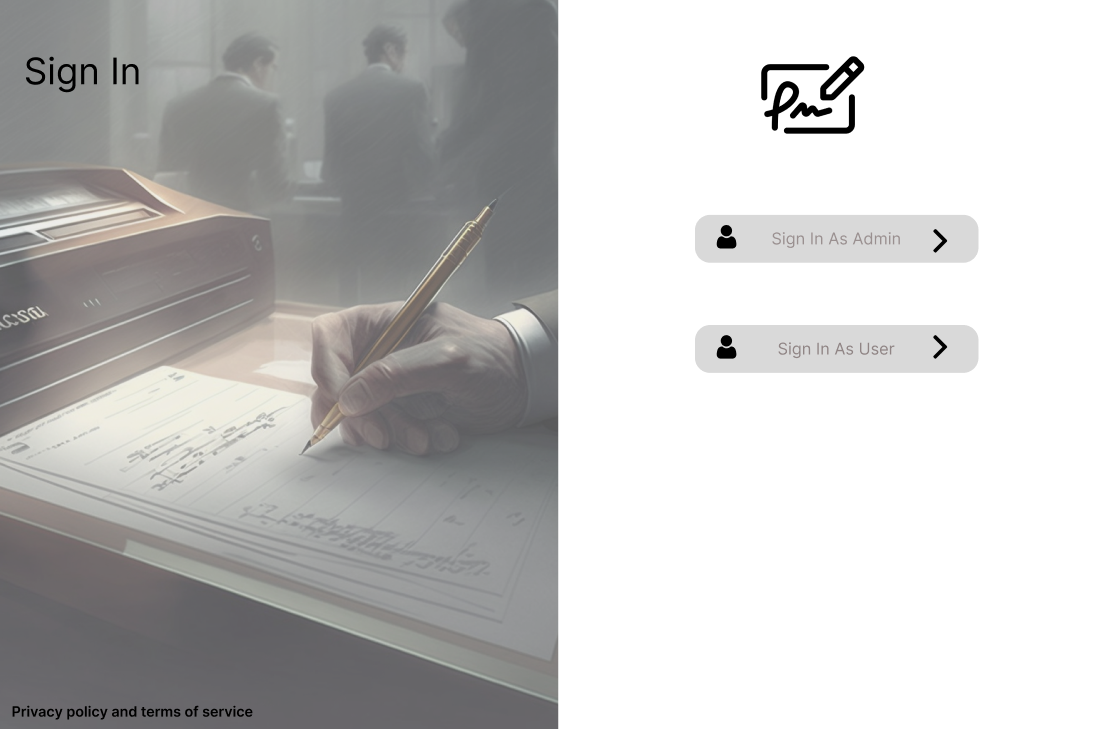 Sign In
Sign In As Admin
Sign In As User
Privacy policy and terms of service